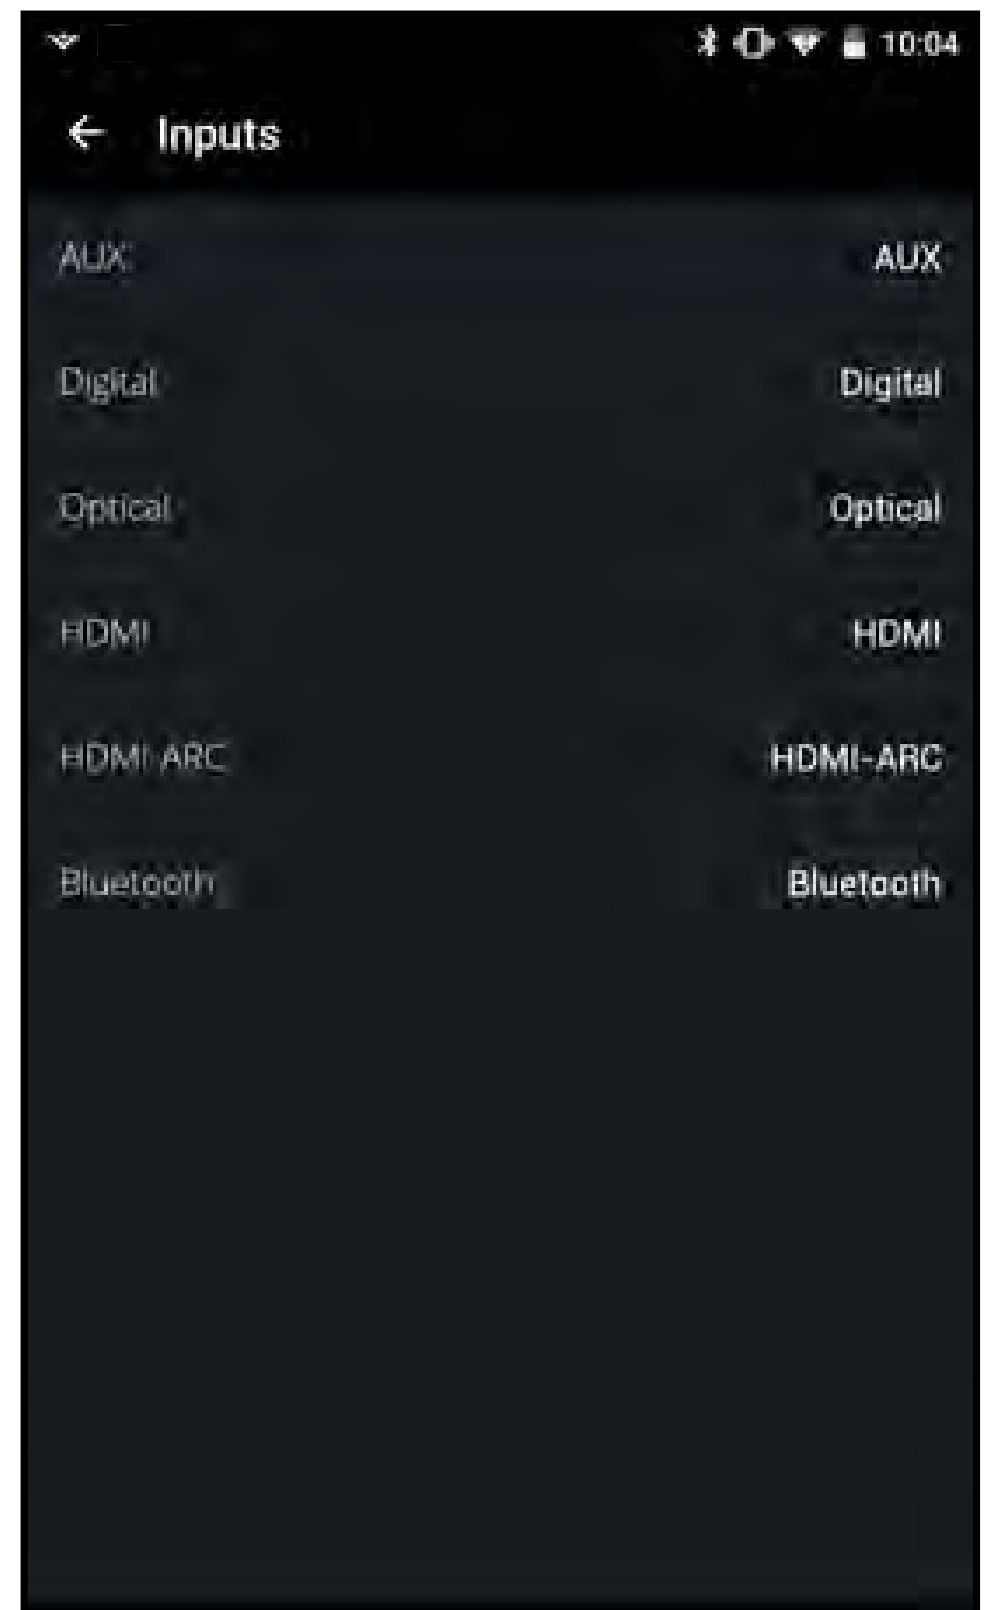 10:04
Inputs
AUX AUX
Digital Digital
Optical Optical
HDMI HDMI
HDMI ARC HDMI-ARC
Bluetooth Bluetooth